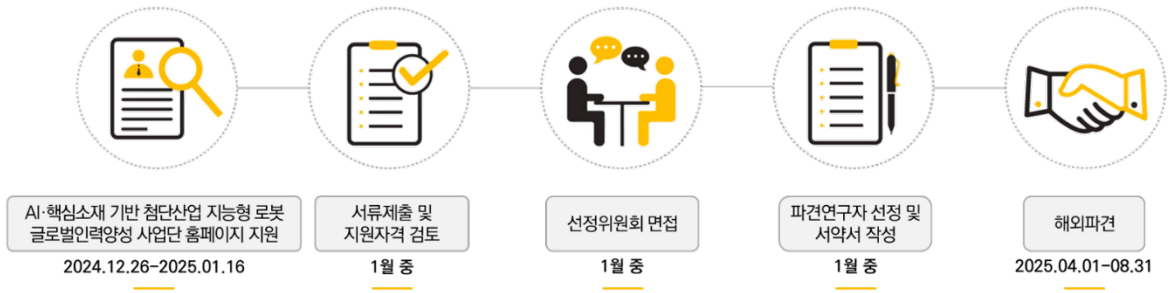 AI·핵심소재 기반 첨단산업 지능형 로봇
글로벌인력양성 사업단 홈페이지 지원
2024.12.26-2025.01.16
서류제출 및
지원자격 검토
1월 중
선정위원회 면접
1월 중
파견연구자 선정 및
서약서 작성
1월 중
해외파견
2025.04.01-08.31